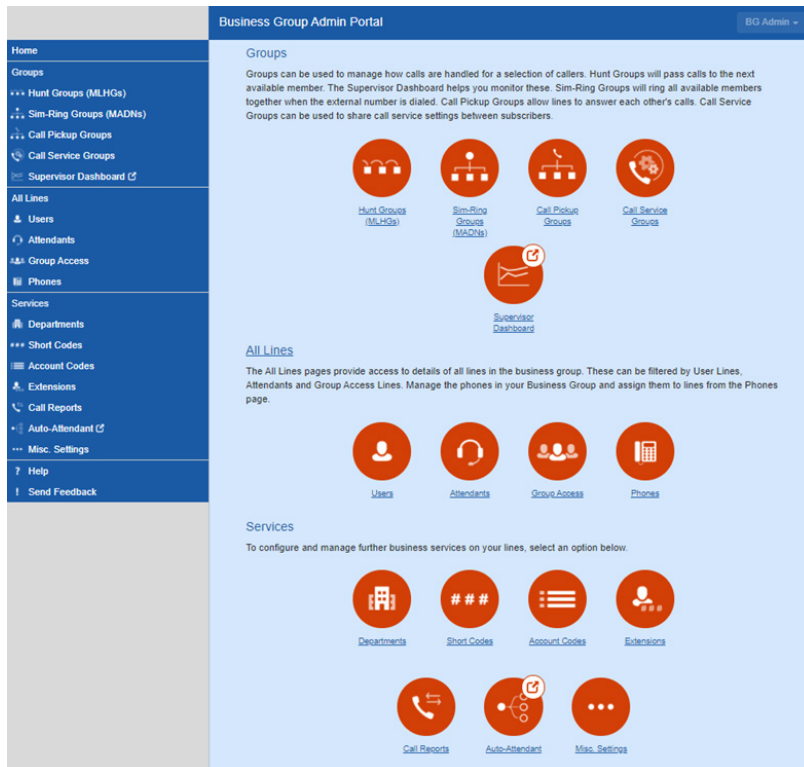 Business Group Admin Portal
BG Admin
Home
Groups
Hunt Groups (MLHGs)
Sim-Ring Groups (MADNs)
Call Pickup Groups
Call Service Groups
Supervisor Dashboard
All Lines
Users
Attendants
Group Access
Phones
Services
Departments
### Short Codes
Account Codes
Extensions
Call Reports
Auto-Attendant
Misc. Settings
? Help
! Send Feedback
Groups
Groups can be used to manage how calls are handled for a selection of callers. Hunt Groups will pass calls to the next
available member. The Supervisor Dashboard helps you monitor these. Sim-Ring Groups will ring all available members
together when the external number is dialed. Call Pickup Groups allow lines to answer each other's calls. Call Service
Groups can be used to share call service settings between subscribers.
Hunt Groups
(MLHGs)
Sim-Ring
Groups
(MADNs)
Call Pickup
Groups
Call Service
Groups
Supervisor
Dashboard
All Lines
The All Lines pages provide access to details of all lines in the business group. These can be filtered by User Lines,
Attendants and Group Access Lines. Manage the phones in your Business Group and assign them to lines from the Phones
page.
Users
Attendants
Group Access
Phones
Services
To configure and manage further business services on your lines, select an option below.
###
Departments
Short Codes
Account Codes
Extensions
Call Reports
Auto-Attendant
Misc. Settings